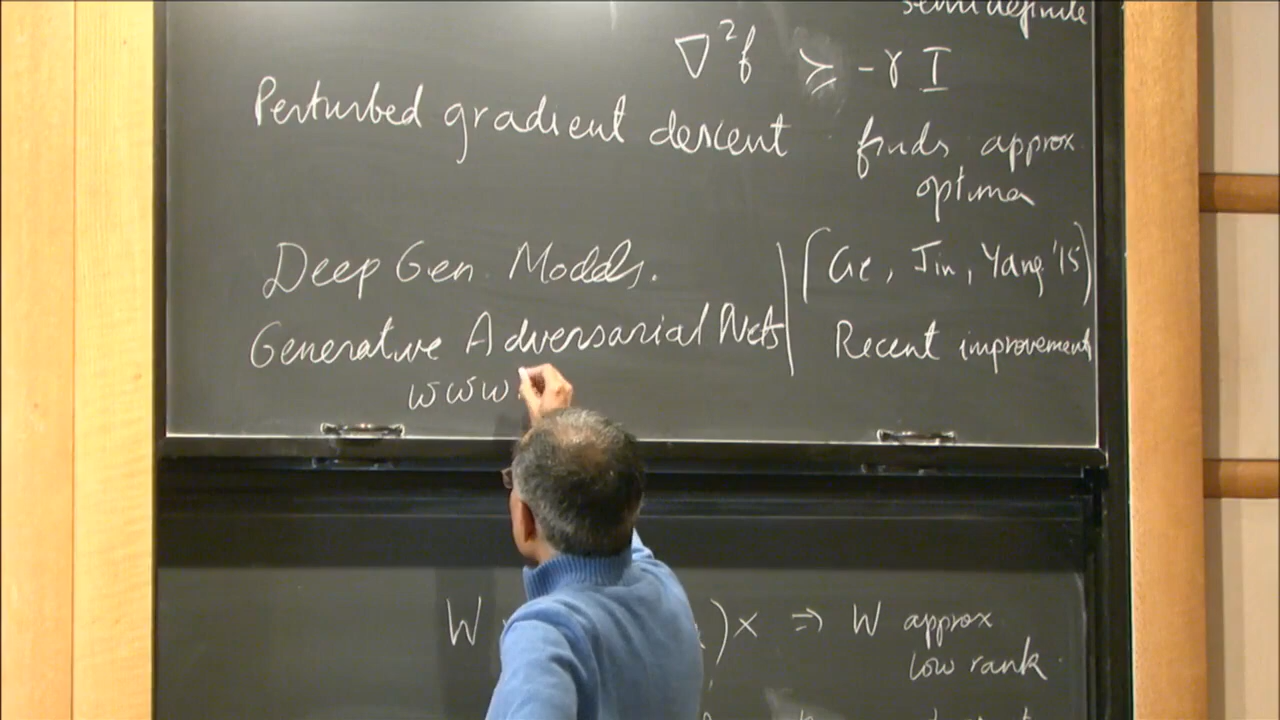 semidefinite
∇²f ≽ -γ I
Perturbed gradient descent finds approx.
optima
Deep Gen. Models. (Ge, Jin, Yang '15)
Generative Adversarial Nets Recent improvement
www
W )x ⇒ W approx
low rank